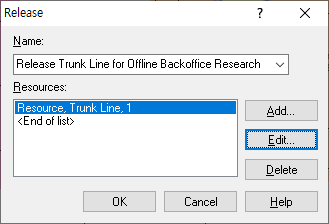 Release
?
Name:
Release Trunk Line for Offline Backoffice Research
Resources:
Resource, Trunk Line, 1
<End of list>
Add...
Edit...
Delete
OK
Cancel
Help